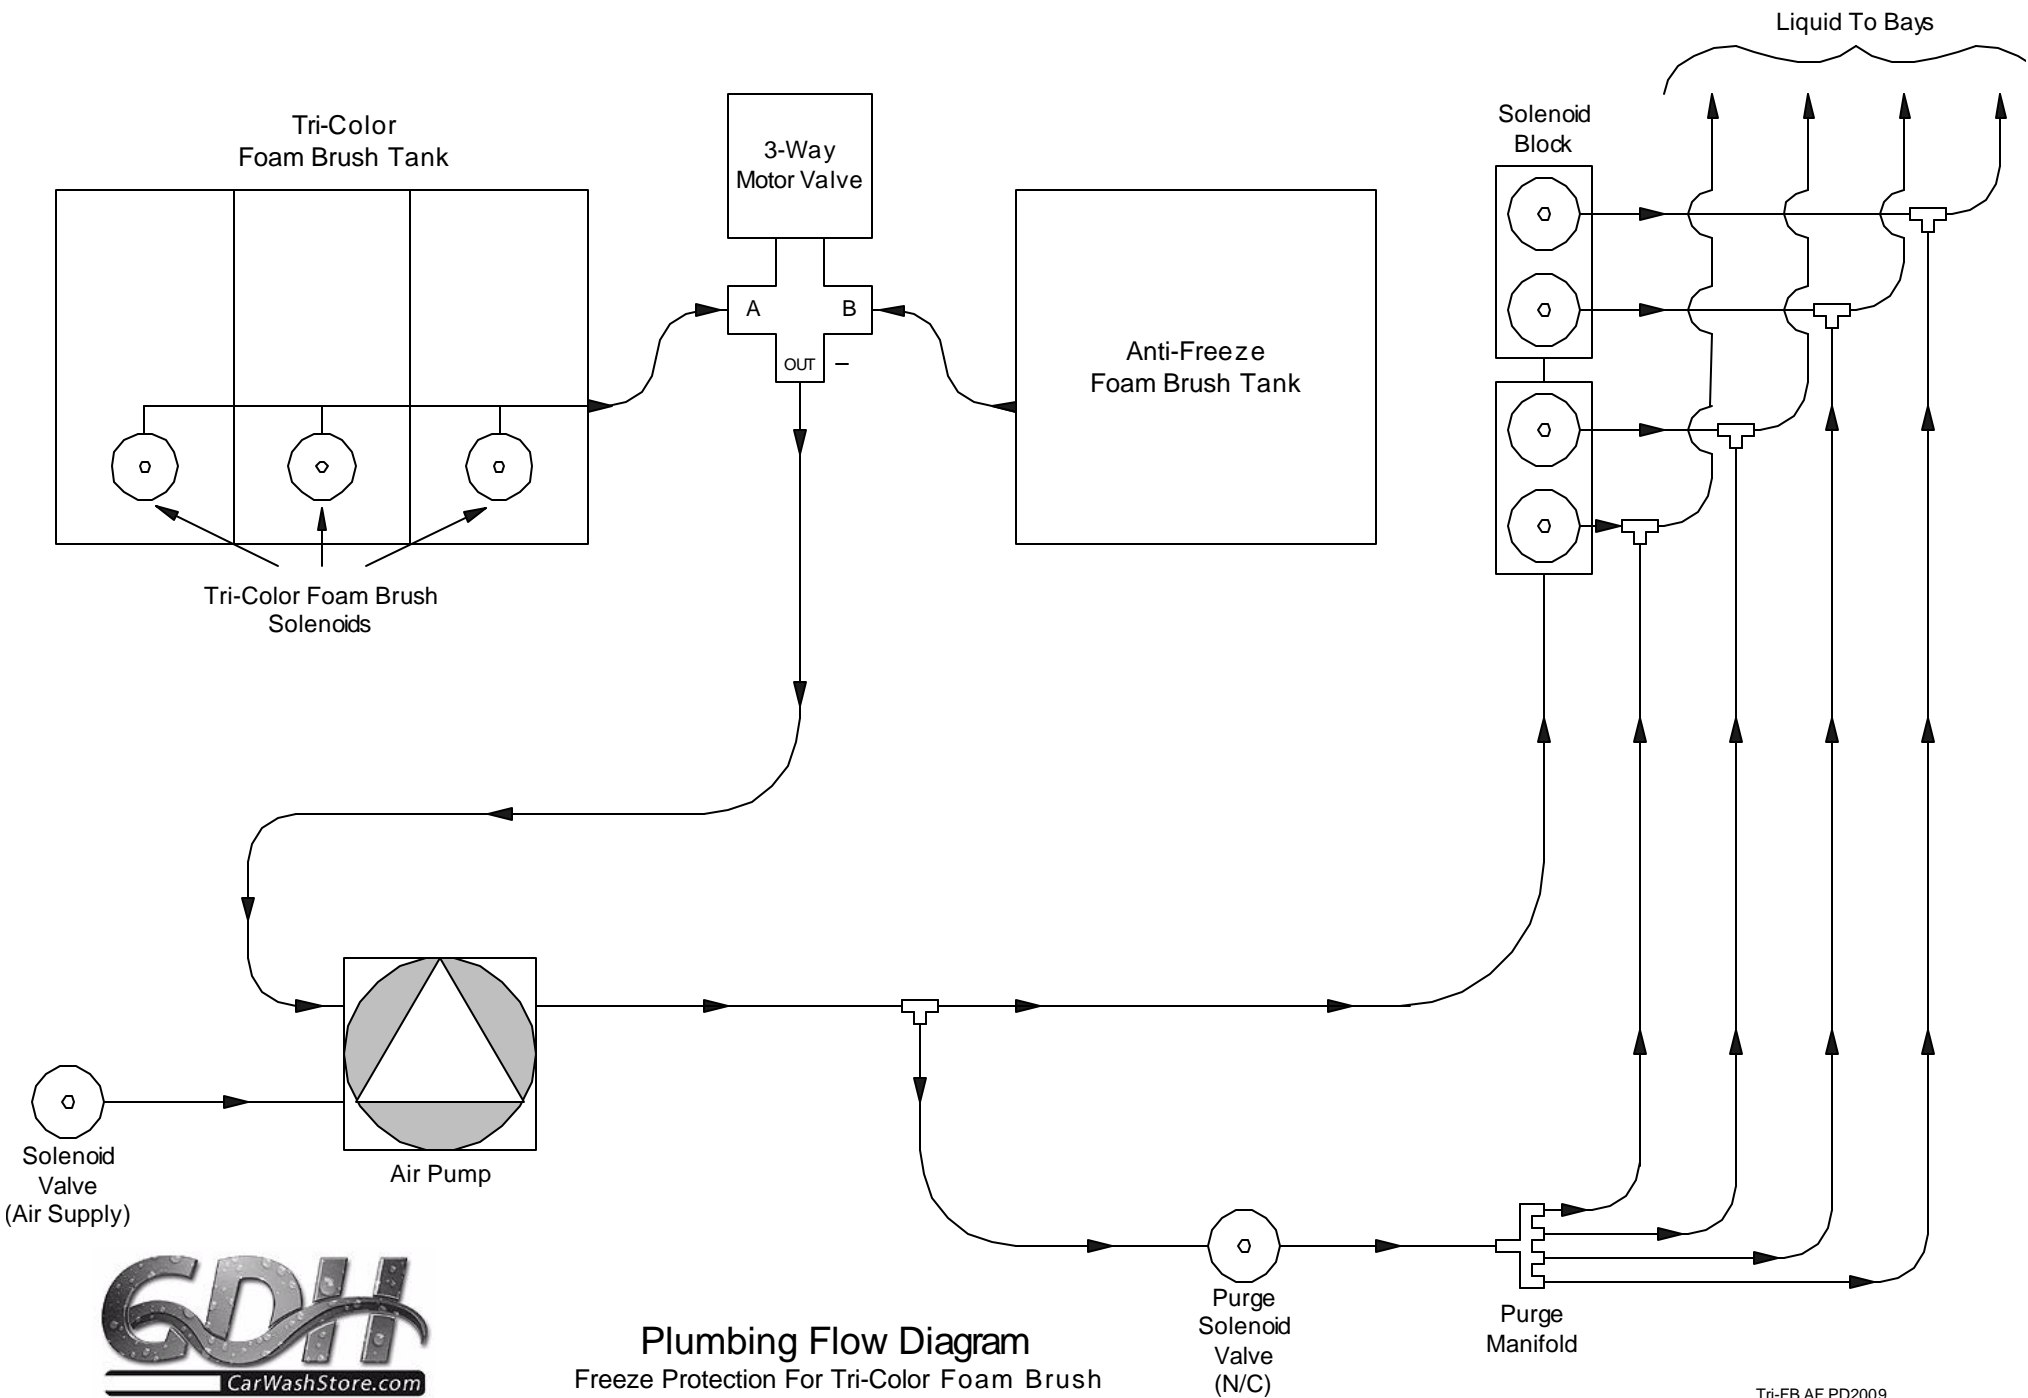 Liquid To Bays
Tri-Color
Foam Brush Tank
3-Way
Motor Valve
Solenoid
Block
A
B
OUT
–
Anti-Freeze
Foam Brush Tank
Tri-Color Foam Brush
Solenoids
Air Pump
Solenoid
Valve
(Air Supply)
Purge
Solenoid
Valve
(N/C)
Purge
Manifold
CDH
CarWashStore.com
Plumbing Flow Diagram
Freeze Protection For Tri-Color Foam Brush
Tri-FB AF PD2009